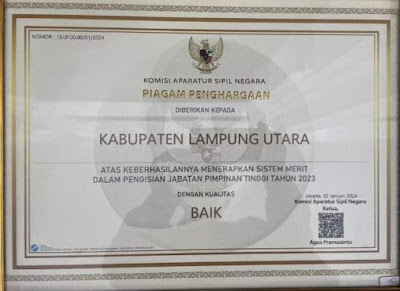 NOMOR : 13/JP.00.00/01/2024
KOMISI APARATUR SIPIL NEGARA
PIAGAM PENGHARGAAN
DIBERIKAN KEPADA
KABUPATEN LAMPUNG UTARA
ATAS KEBERHASILANNYA MENERAPKAN SISTEM MERIT
DALAM PENGISIAN JABATAN PIMPINAN TINGGI TAHUN 2023
DENGAN KUALITAS
BAIK
Jakarta, 02 Januari 2024
Komisi Aparatur Sipil Negara
Ketua,
Agus Pramusinto